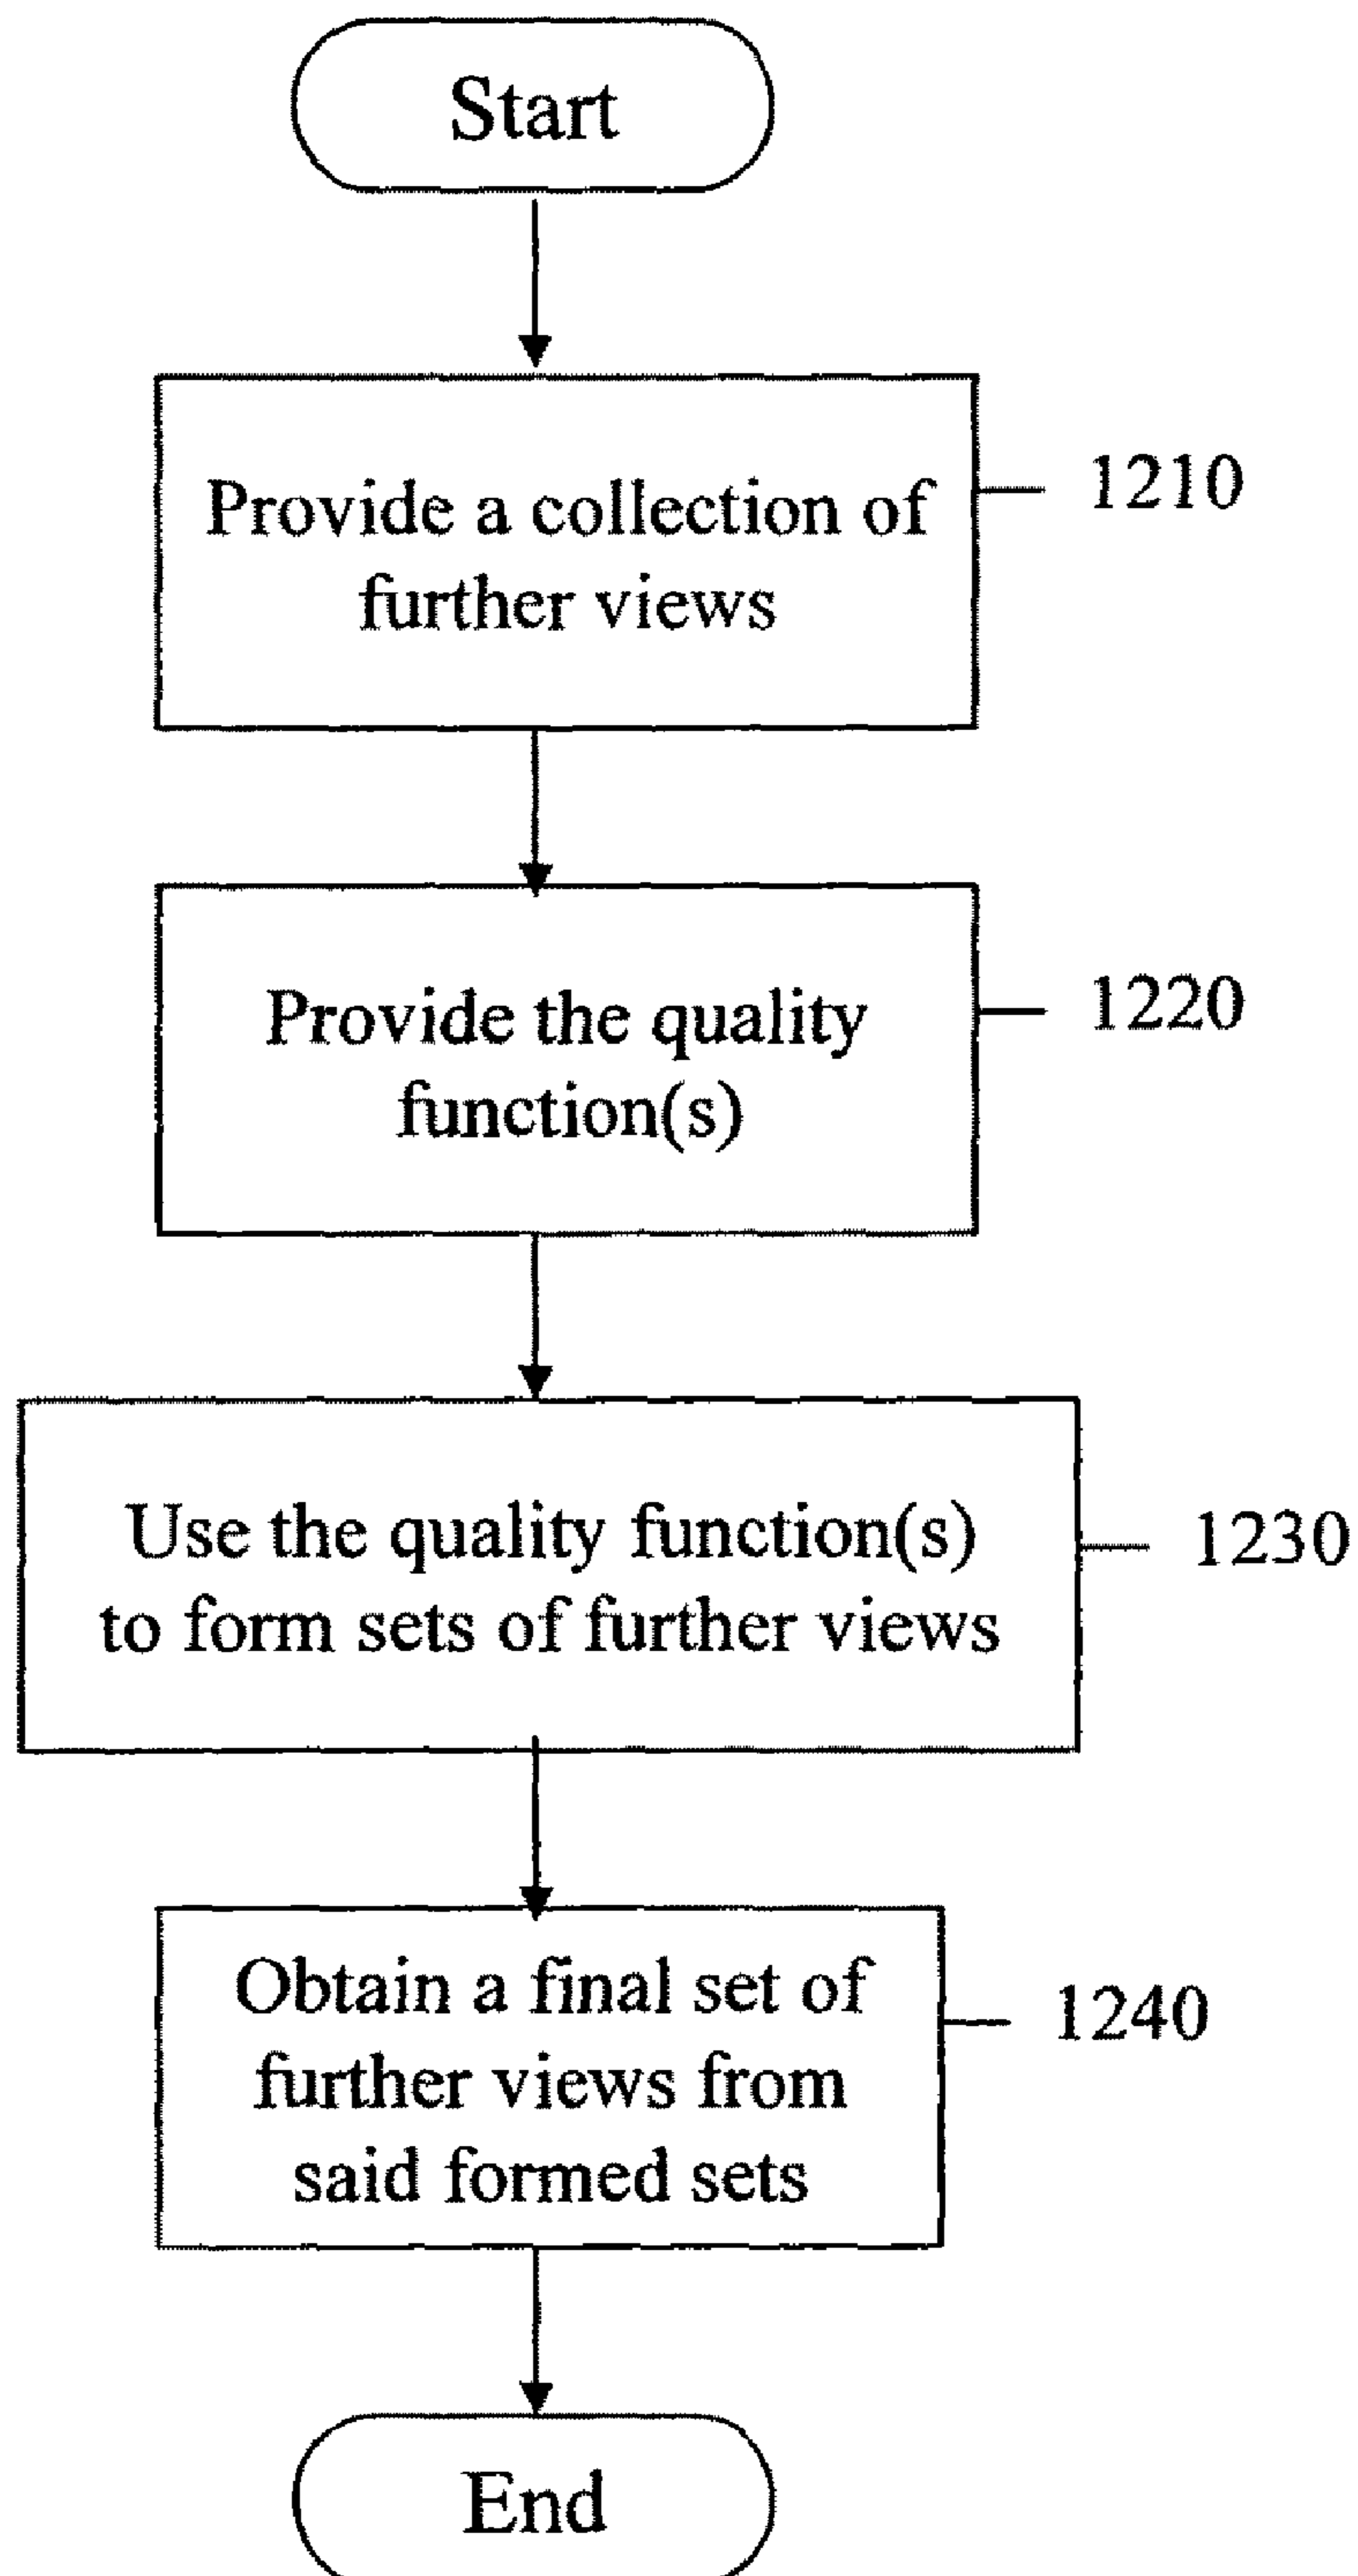 Start
Provide a collection of
further views
1210
Provide the quality
function(s)
1220
Use the quality function(s)
to form sets of further views
1230
Obtain a final set of
further views from
said formed sets
1240
End